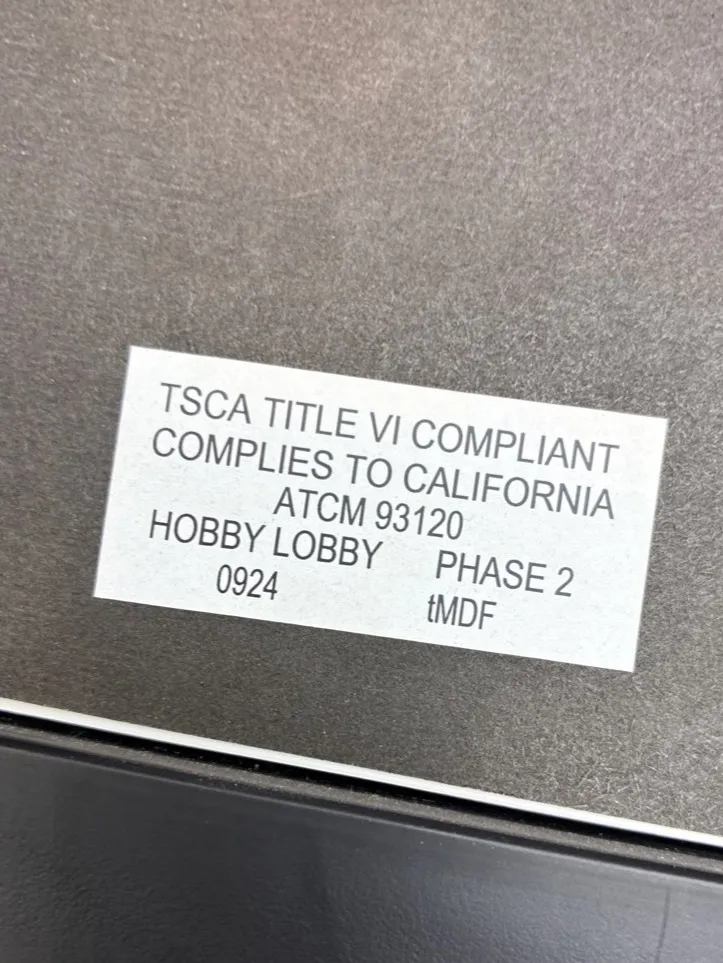 TSCA TITLE VI COMPLIANT
COMPLIES TO CALIFORNIA
ATCM 93120
HOBBY LOBBY PHASE 2
0924 tMDF